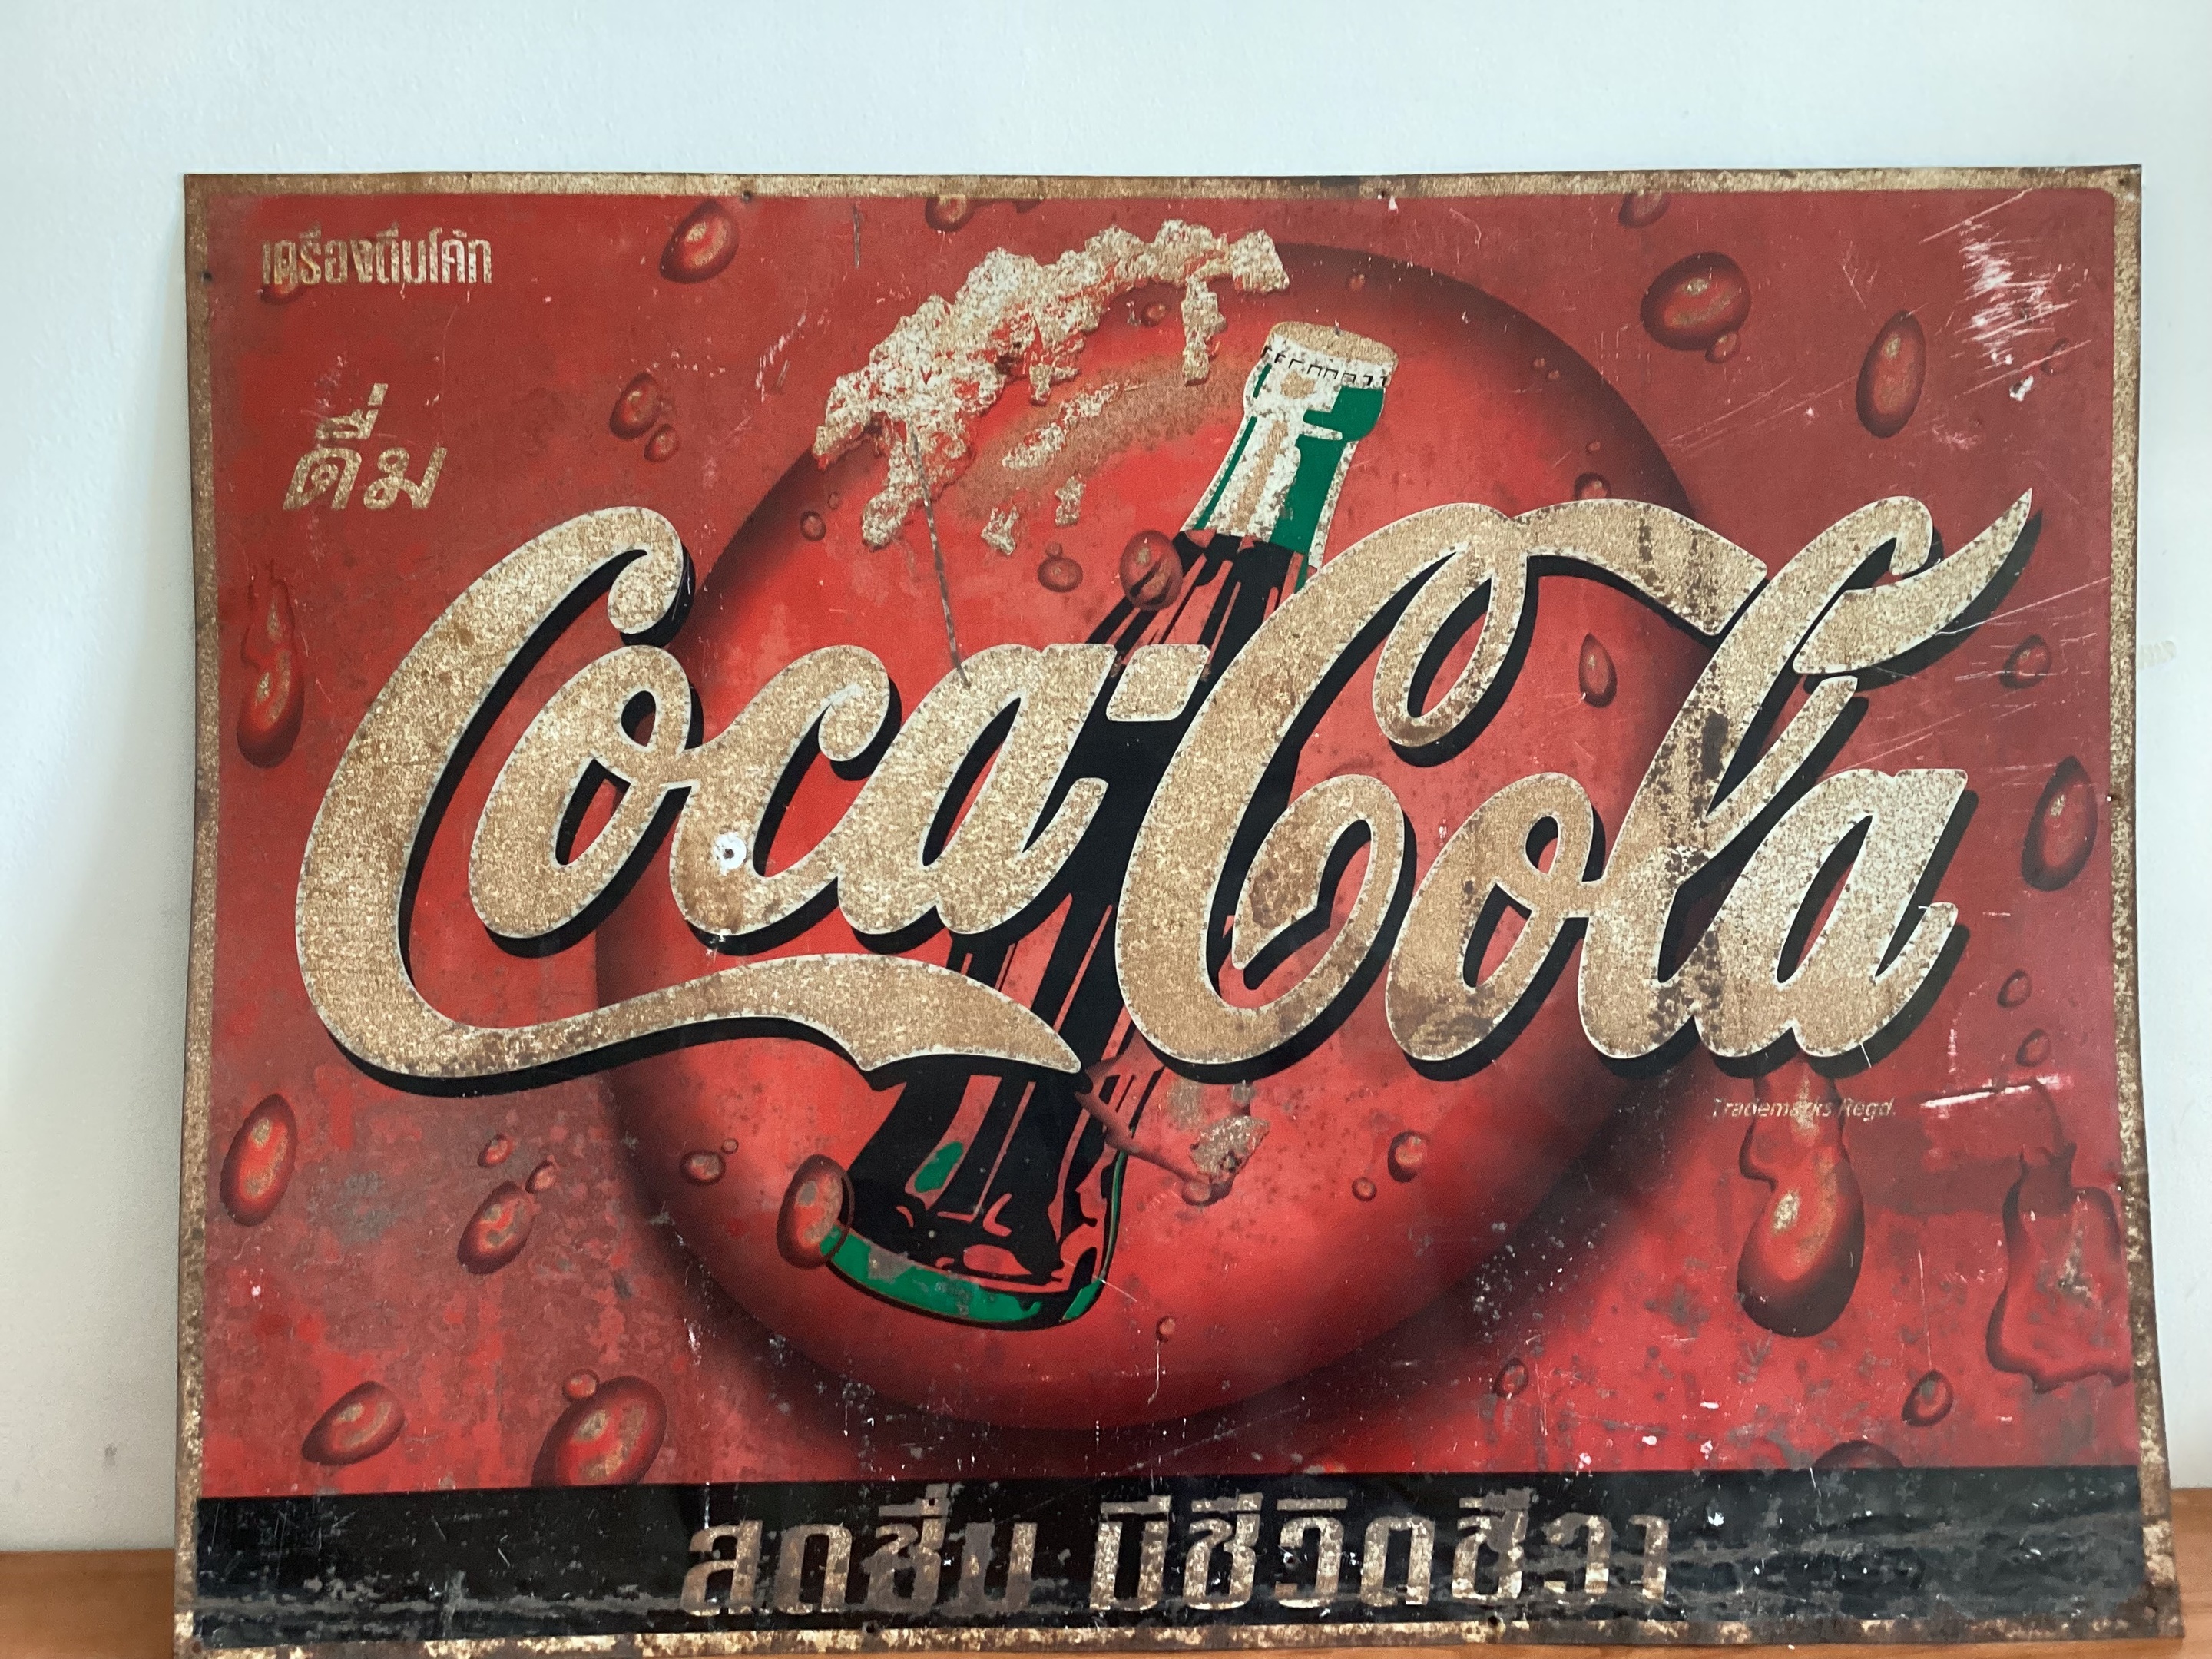 เครื่องดื่มโค้ก
ดื่ม
Coca-Cola
Trademarks Regd.
สดชื่น มีชีวิตชีวา